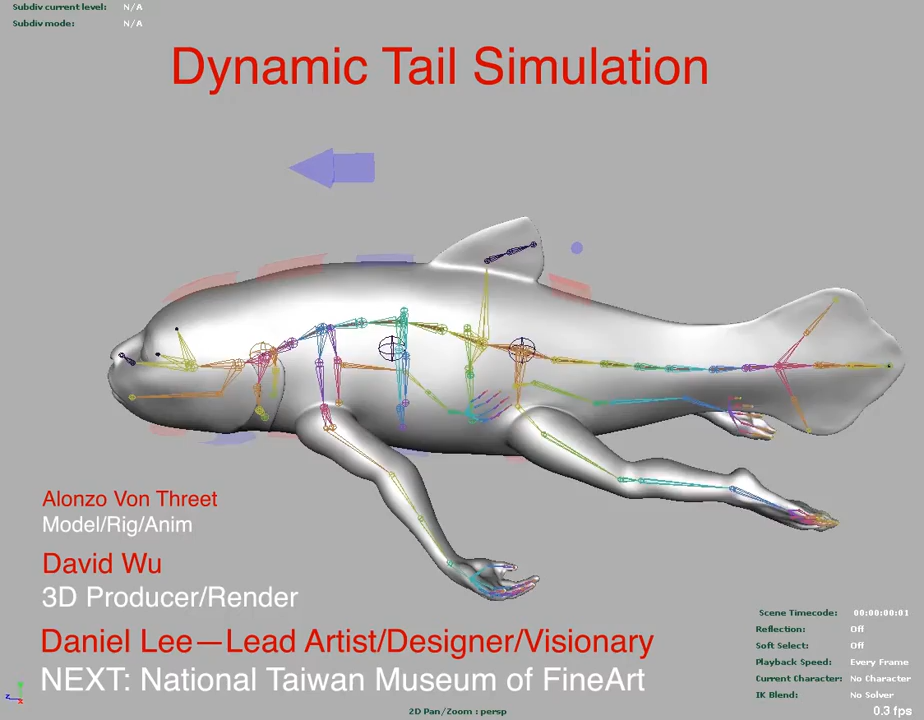 Subdiv current level: N/A
Subdiv mode: N/A
Dynamic Tail Simulation
Alonzo Von Threet
Model/Rig/Anim
David Wu
3D Producer/Render
Daniel Lee—Lead Artist/Designer/Visionary
NEXT: National Taiwan Museum of FineArt
Scene Timecode: 00:00:00:01
Reflection: Off
Soft Select: Off
Playback Speed: Every Frame
Current Character: No Character
IK Blend: No Solver
0.3 fps
2D Pan/Zoom : persp
z x